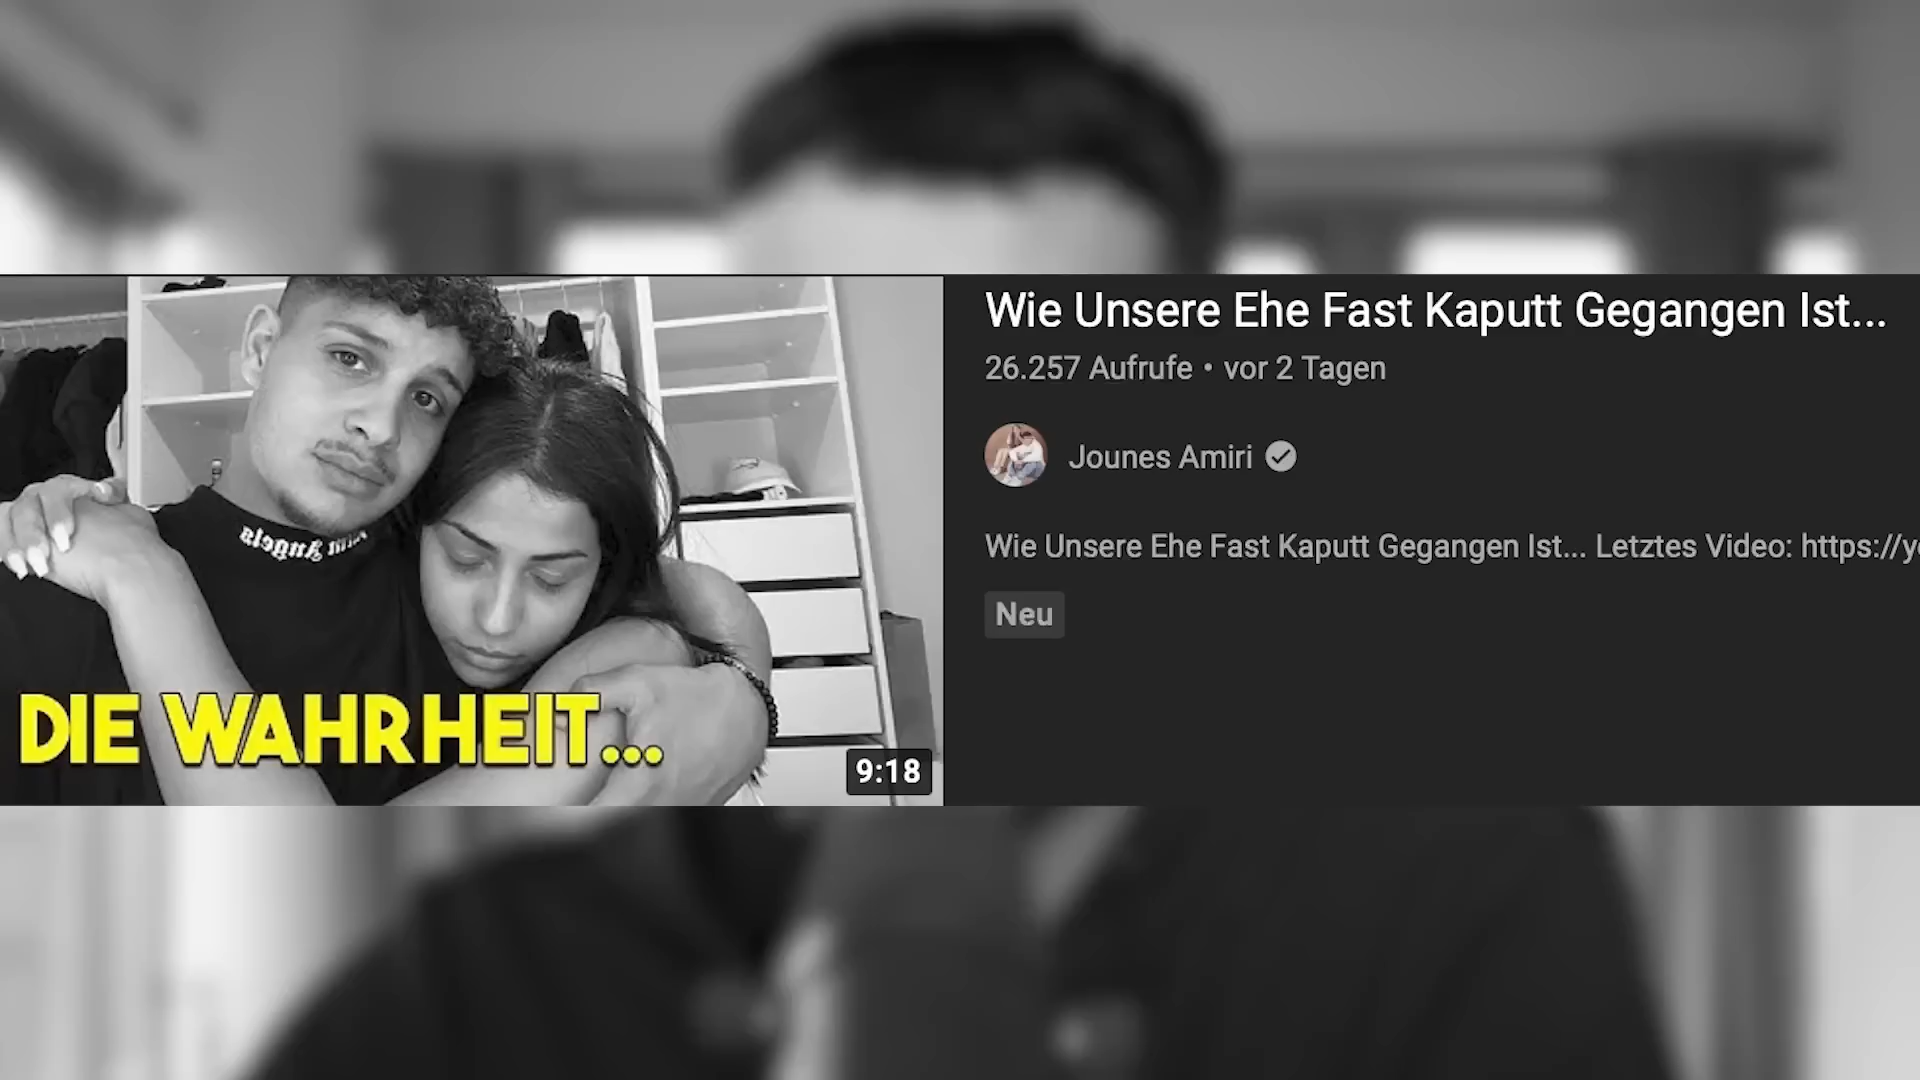 Wie Unsere Ehe Fast Kaputt Gegangen Ist...
26.257 Aufrufe • vor 2 Tagen
Jounes Amiri
Wie Unsere Ehe Fast Kaputt Gegangen Ist... Letztes Video: https://y
Neu
Angels
DIE WAHRHEIT...
9:18